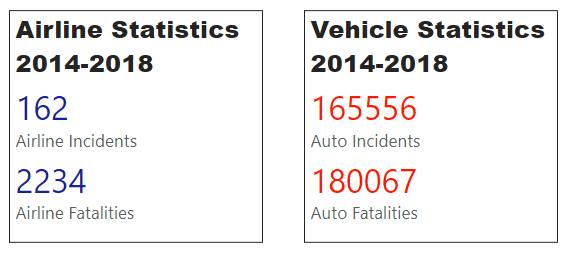 Airline Statistics
2014-2018
162
Airline Incidents
2234
Airline Fatalities
Vehicle Statistics
2014-2018
165556
Auto Incidents
180067
Auto Fatalities